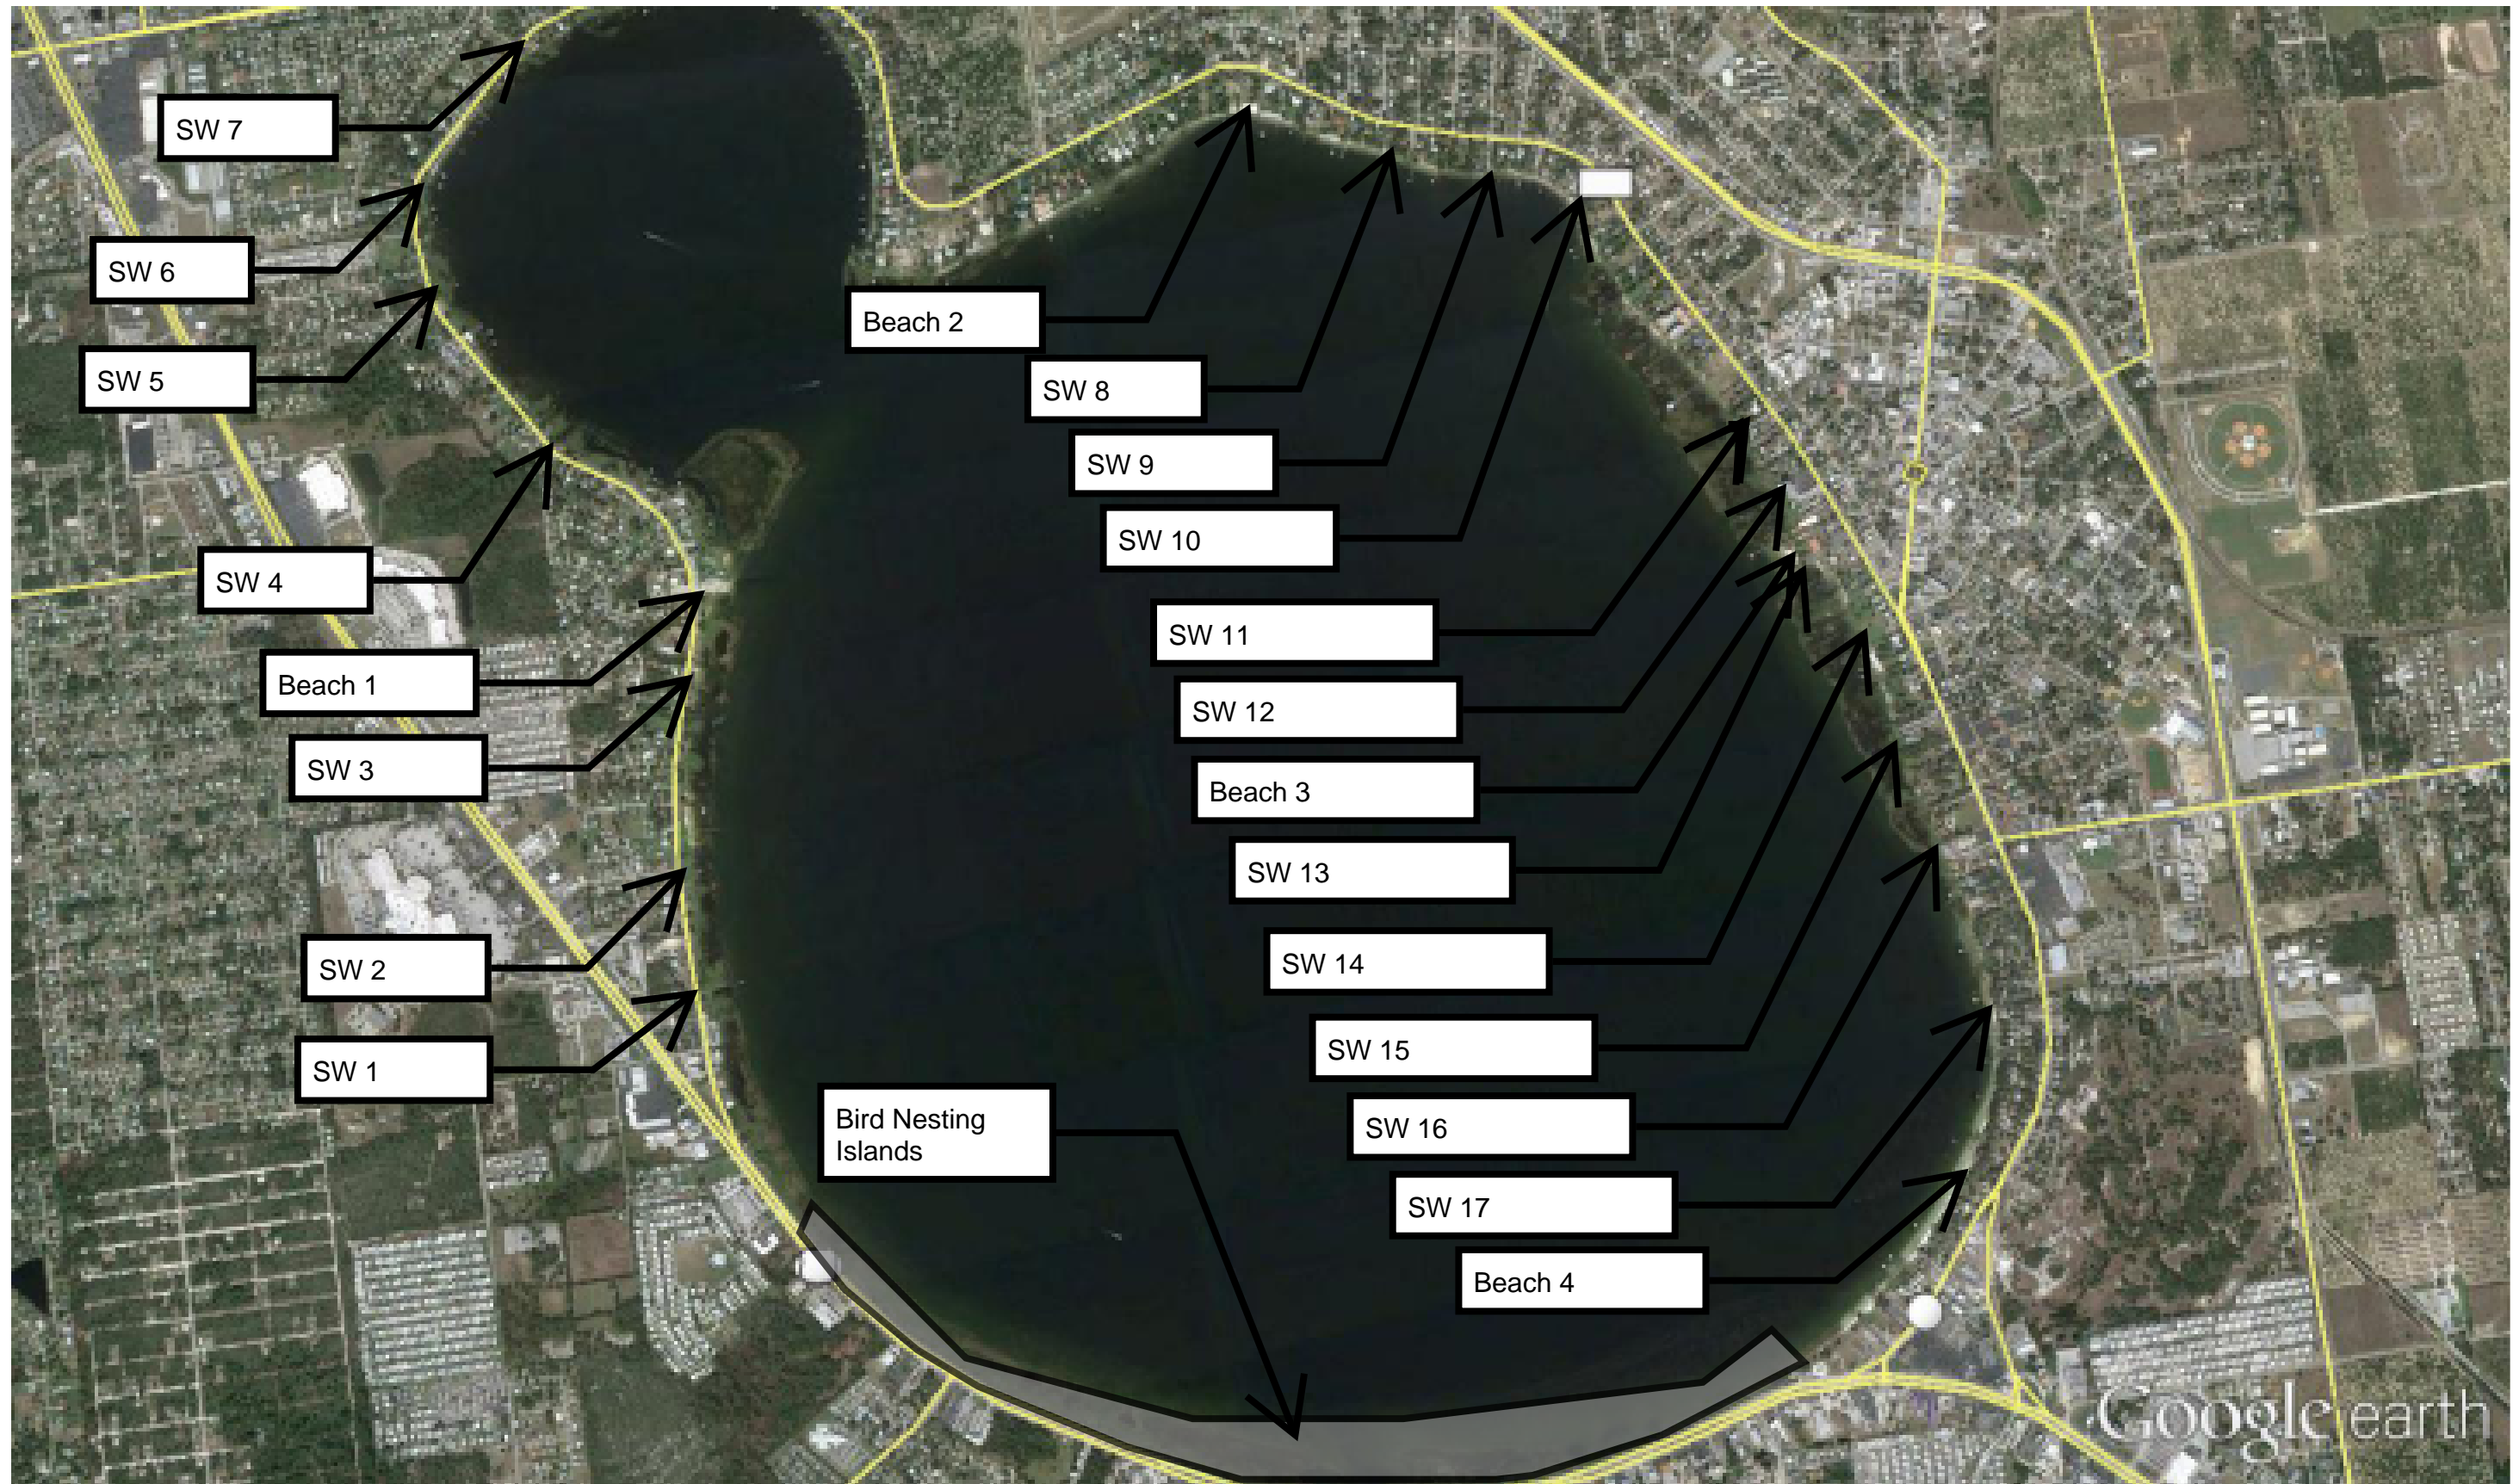 SW 7
SW 6
SW 5
SW 4
Beach 1
SW 3
SW 2
SW 1
Beach 2
SW 8
SW 9
SW 10
SW 11
SW 12
Beach 3
SW 13
SW 14
SW 15
SW 16
SW 17
Beach 4
Bird Nesting
Islands
Google earth